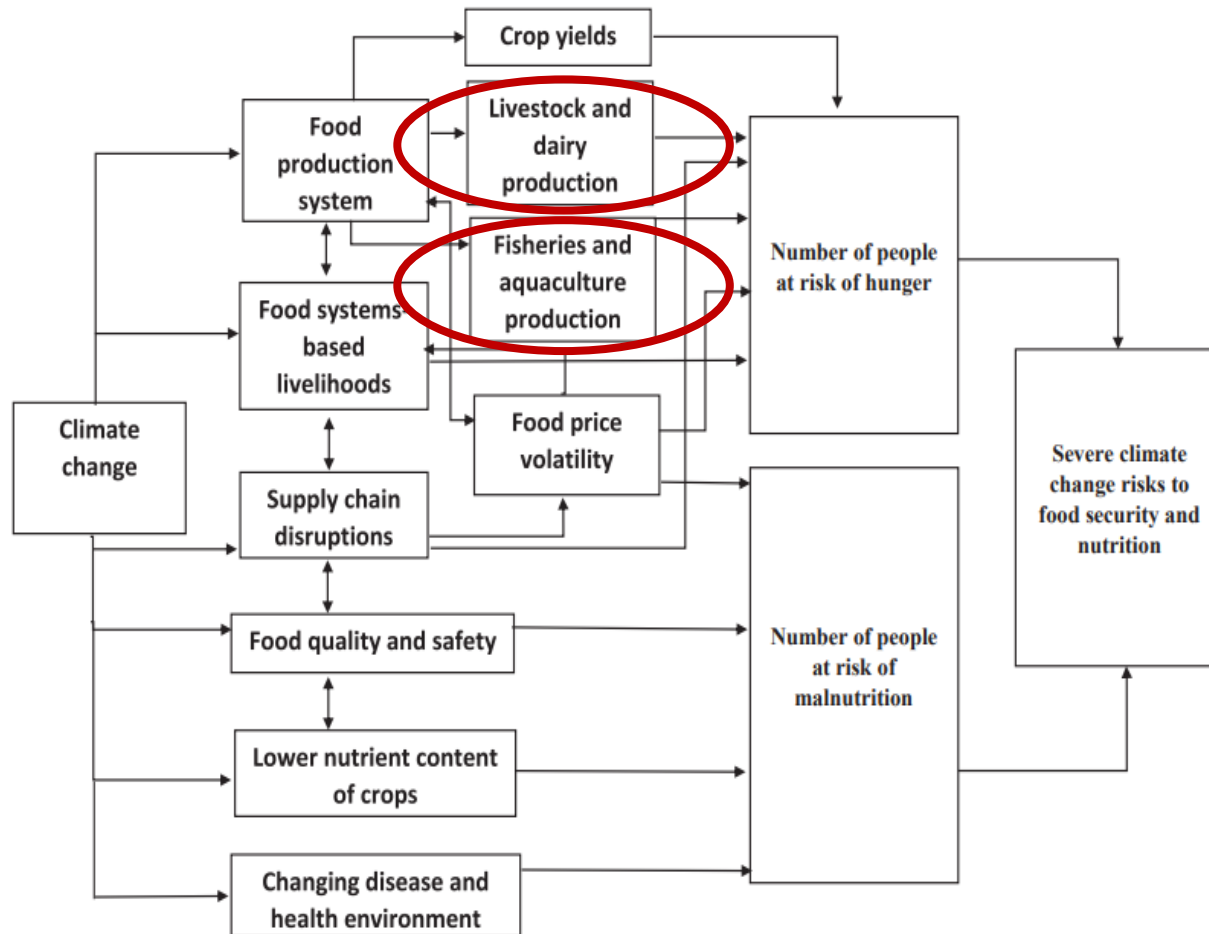 Crop yields
Livestock and
dairy
production
Food
production
system
Fisheries and
aquaculture
production
Number of people
at risk of hunger
Food systems-
based
livelihoods
Climate
change
Food price
volatility
Severe climate
change risks to
food security and
nutrition
Supply chain
disruptions
Food quality and safety
Number of people
at risk of
malnutrition
Lower nutrient content
of crops
Changing disease and
health environment